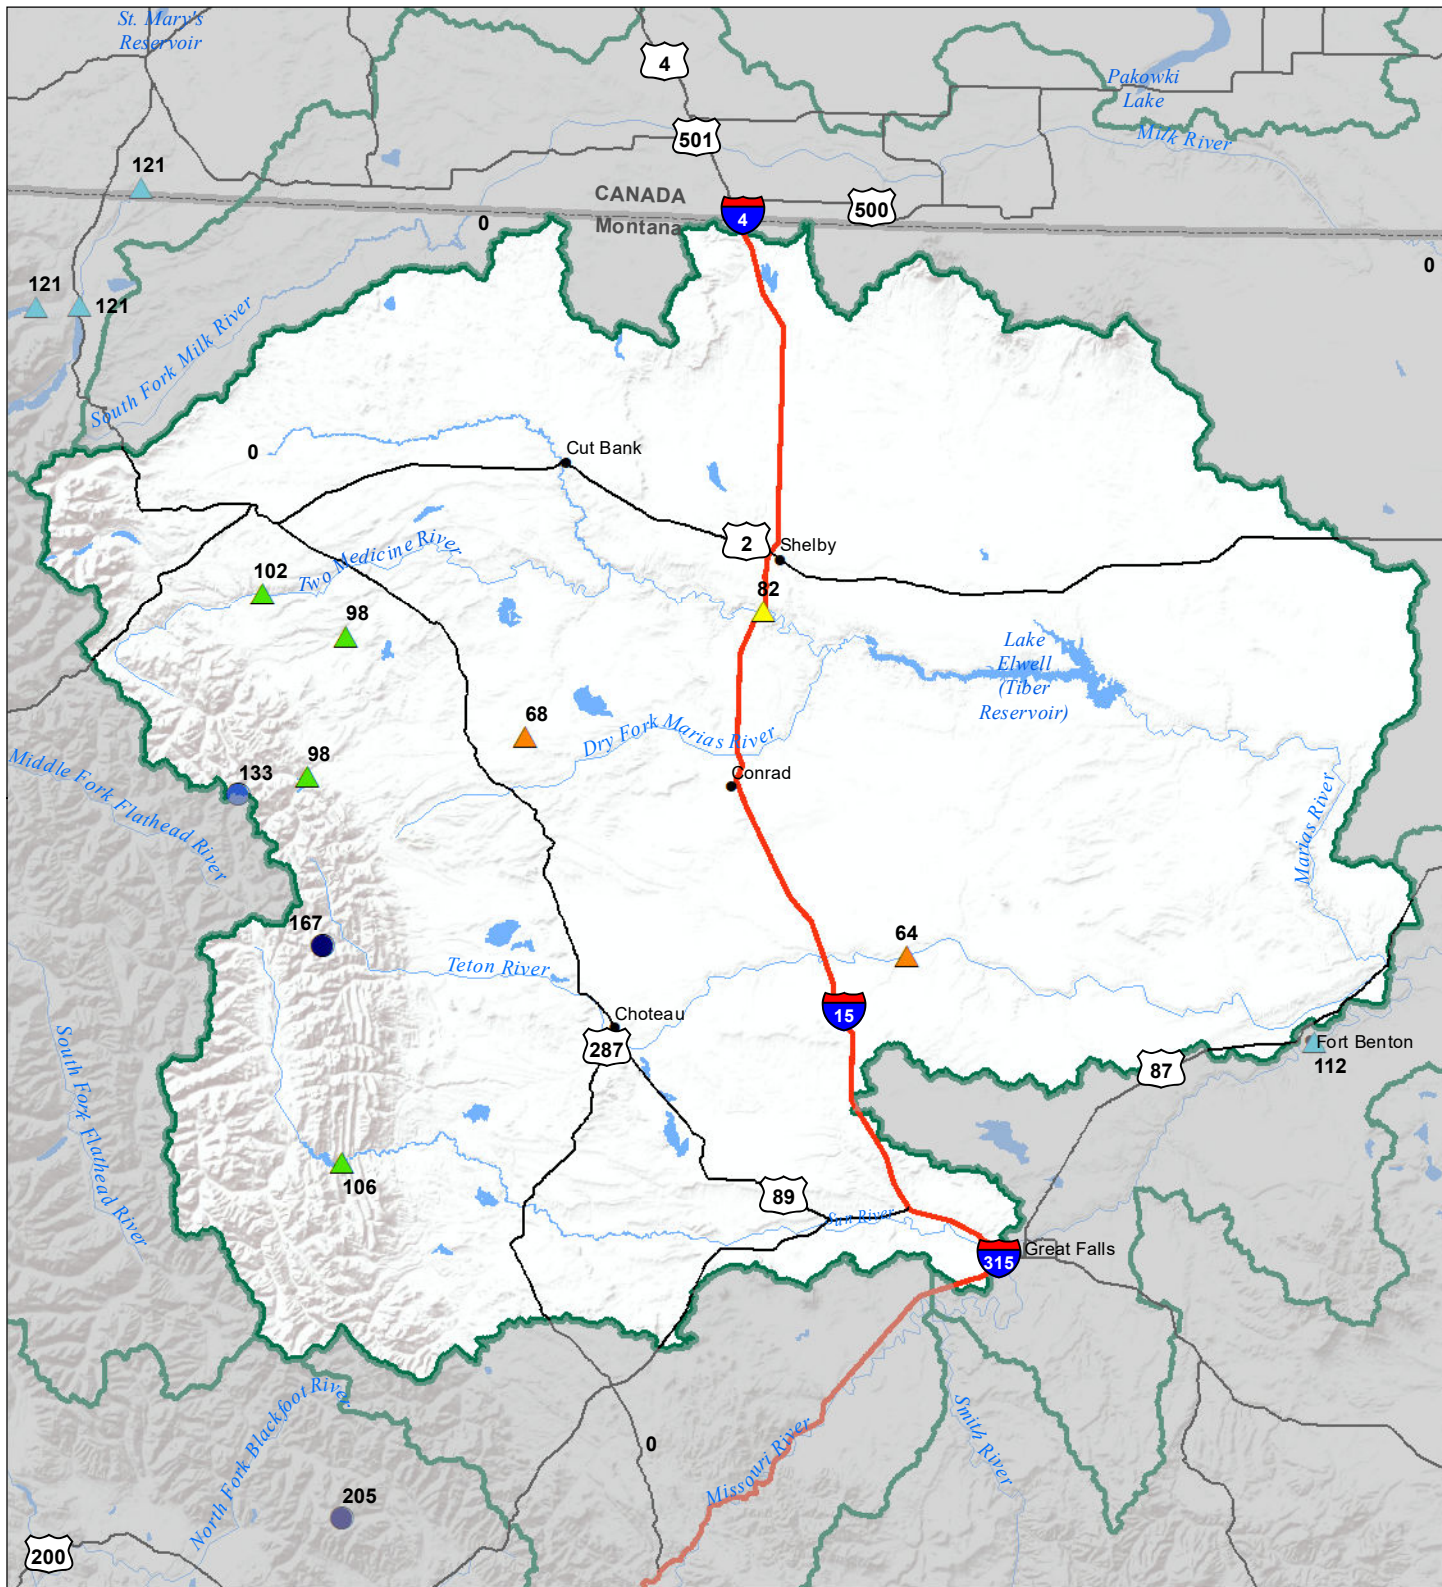 St. Mary's
Reservoir
4
Pakowki
Lake
501
Milk River
121
CANADA
Montana
0
4
500
0
121
121
South Fork Milk River
0
Cut Bank
2
Shelby
Two Medicine River
102
82
98
Lake
Elwell
(Tiber
Reservoir)
68
Dry Fork Marias River
Middle Fork Flathead River
133
98
Conrad
Marias River
167
64
Teton River
15
Choteau
287
Fort Benton
112
87
South Fork Flathead River
106
89
Sun River
Great Falls
315
North Fork Blackfoot River
0
Missouri River
Smith River
205
200